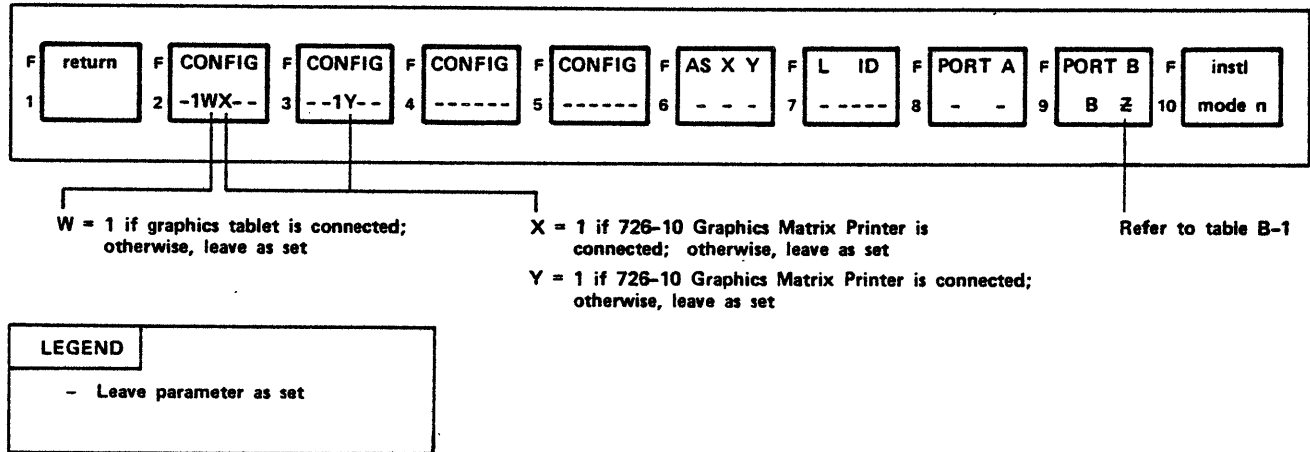 F 1 return F 2 CONFIG -1WX-- F 3 CONFIG --1Y-- F 4 CONFIG ------ F 5 CONFIG ------ F 6 AS X Y - - - F 7 L ID - ---- F 8 PORT A - - F 9 PORT B B Z F 10 instl mode n
W = 1 if graphics tablet is connected;
otherwise, leave as set
X = 1 if 726-10 Graphics Matrix Printer is
connected; otherwise, leave as set
Y = 1 if 726-10 Graphics Matrix Printer is connected;
otherwise, leave as set
Refer to table B-1
LEGEND
- Leave parameter as set